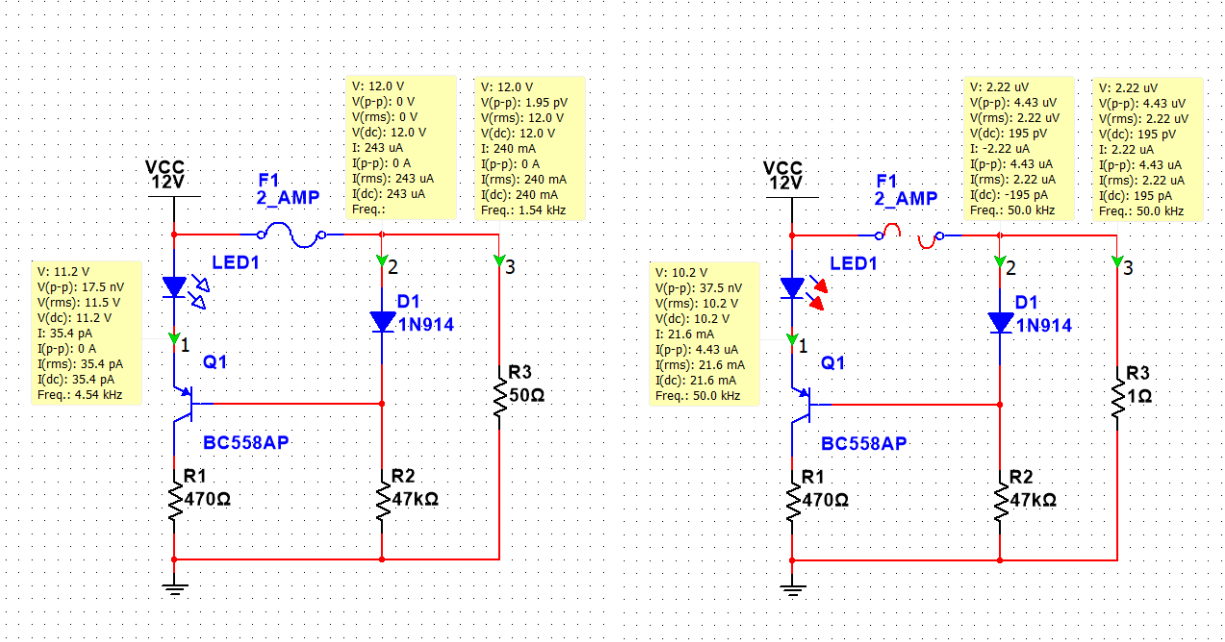 V: 12.0 V
V(p-p): 0 V
V(rms): 0 V
V(dc): 12.0 V
I: 243 uA
I(p-p): 0 A
I(rms): 243 uA
I(dc): 243 uA
Freq.:
V: 12.0 V
V(p-p): 1.95 pV
V(rms): 12.0 V
V(dc): 12.0 V
I: 240 mA
I(p-p): 0 A
I(rms): 240 mA
I(dc): 240 mA
Freq.: 1.54 kHz
VCC
12V
F1
2_AMP
LED1
2
3
V: 11.2 V
V(p-p): 17.5 nV
V(rms): 11.5 V
V(dc): 11.2 V
I: 35.4 pA
I(p-p): 0 A
I(rms): 35.4 pA
I(dc): 35.4 pA
Freq.: 4.54 kHz
D1
1N914
1
Q1
R3
50Ω
BC558AP
R1
470Ω
R2
47kΩ
V: 2.22 uV
V(p-p): 4.43 uV
V(rms): 2.22 uV
V(dc): 195 pV
I: -2.22 uA
I(p-p): 4.43 uA
I(rms): 2.22 uA
I(dc): -195 pA
Freq.: 50.0 kHz
V: 2.22 uV
V(p-p): 4.43 uV
V(rms): 2.22 uV
V(dc): 195 pV
I: 2.22 uA
I(p-p): 4.43 uA
I(rms): 2.22 uA
I(dc): 195 pA
Freq.: 50.0 kHz
VCC
12V
F1
2_AMP
LED1
2
3
V: 10.2 V
V(p-p): 37.5 nV
V(rms): 10.2 V
V(dc): 10.2 V
I: 21.6 mA
I(p-p): 4.43 uA
I(rms): 21.6 mA
I(dc): 21.6 mA
Freq.: 50.0 kHz
D1
1N914
1
Q1
R3
1Ω
BC558AP
R1
470Ω
R2
47kΩ